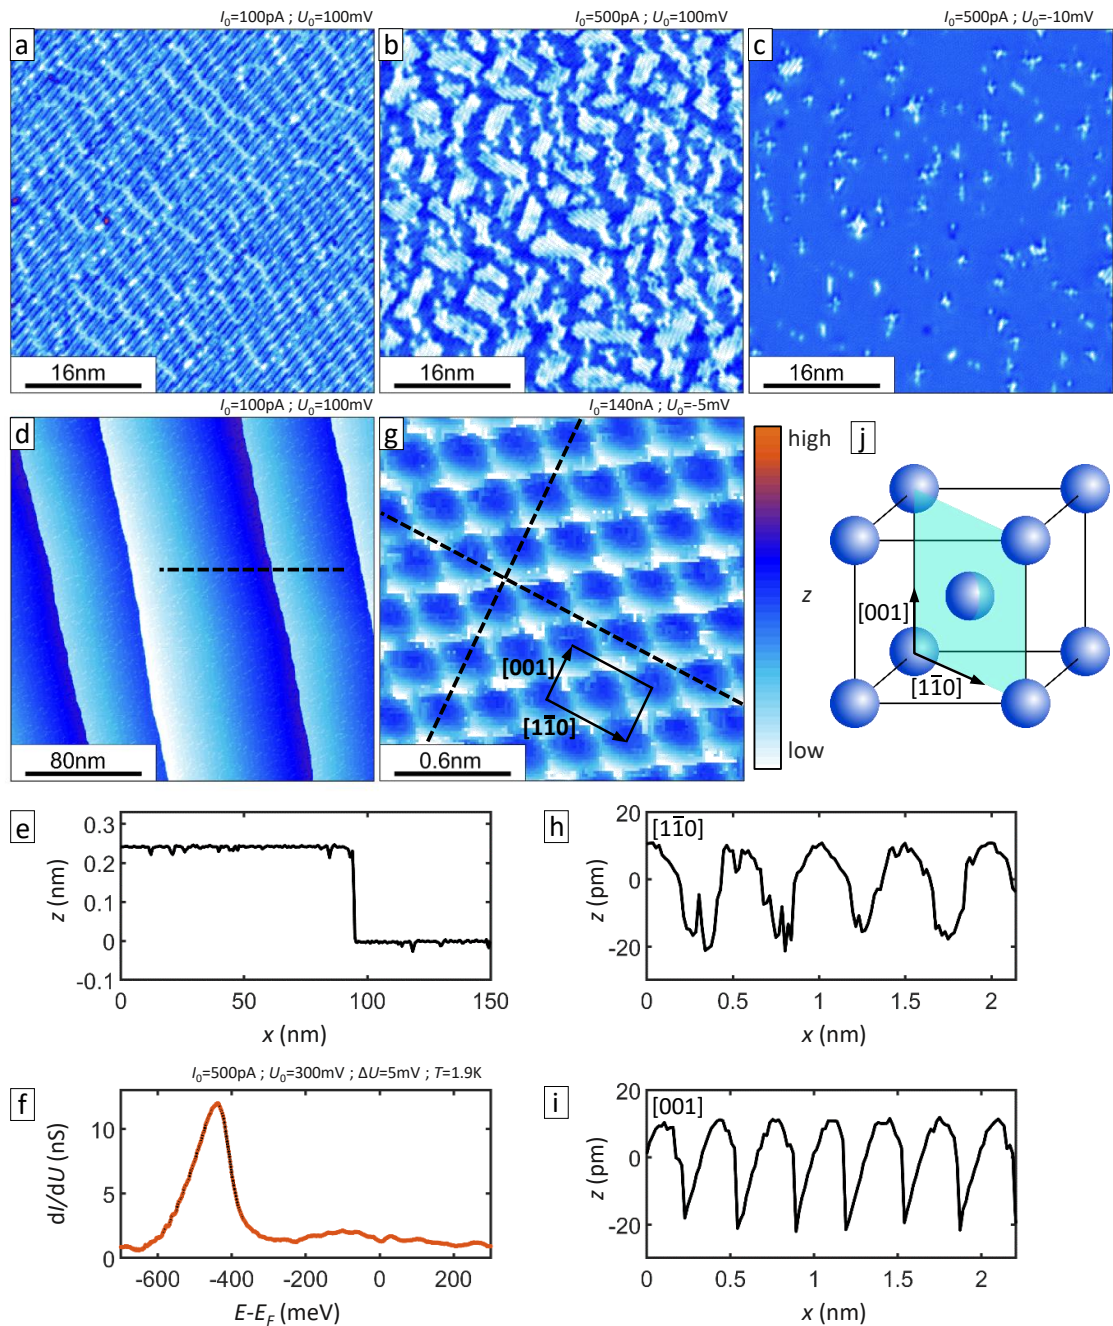 I₀=100pA ; U₀=100mV
I₀=500pA ; U₀=100mV
I₀=500pA ; U₀=-10mV
a
b
c
16nm
16nm
16nm
I₀=100pA ; U₀=100mV
I₀=140nA ; U₀=-5mV
d
g
j
high
z
low
[001]
[11̅0]
80nm
0.6nm
[001]
[11̅0]
e
0.3
0.2
0.1
0
-0.1
z (nm)
0
50
100
150
x (nm)
h
[11̅0]
20
0
-20
z (pm)
0
0.5
1
1.5
2
x (nm)
I₀=500pA ; U₀=300mV ; ΔU=5mV ; T=1.9K
f
10
5
0
dI/dU (nS)
-600
-400
-200
0
200
E-E_F (meV)
i
[001]
20
0
-20
z (pm)
0
0.5
1
1.5
2
x (nm)